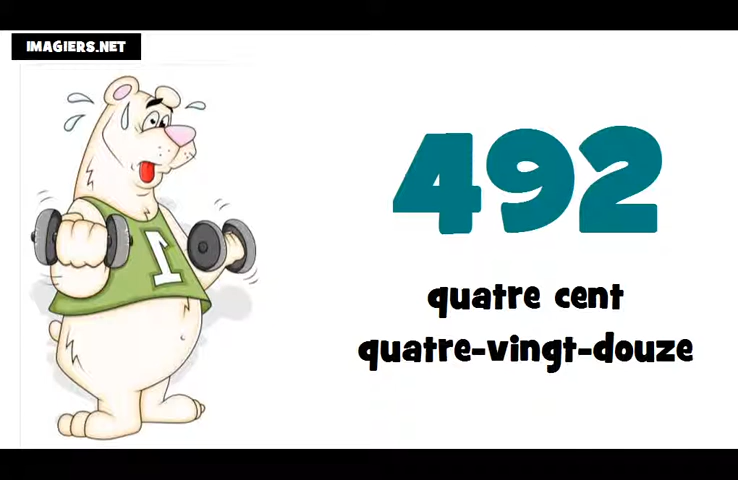 IMAGIERS.NET
1
492
quatre cent
quatre-vingt-douze